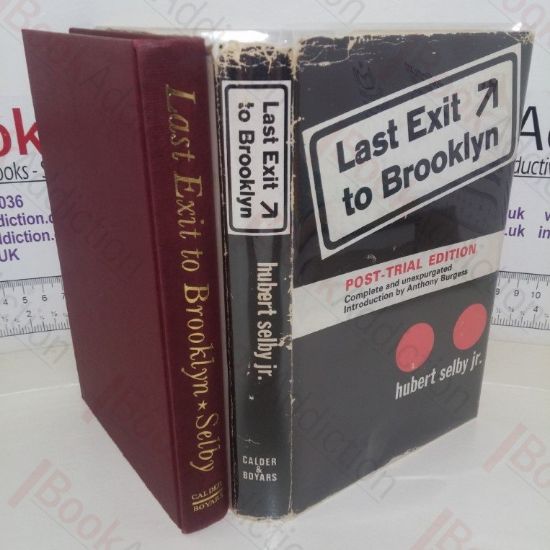 Last Exit to Brooklyn ★ Selby
CALDER
BOYARS
Last Exit ↗
to Brooklyn
hubert selby jr.
CALDER
&
BOYARS
Last Exit ↗
to Brooklyn
POST-TRIAL EDITION
Complete and unexpurgated
Introduction by Anthony Burgess
hubert selby jr.